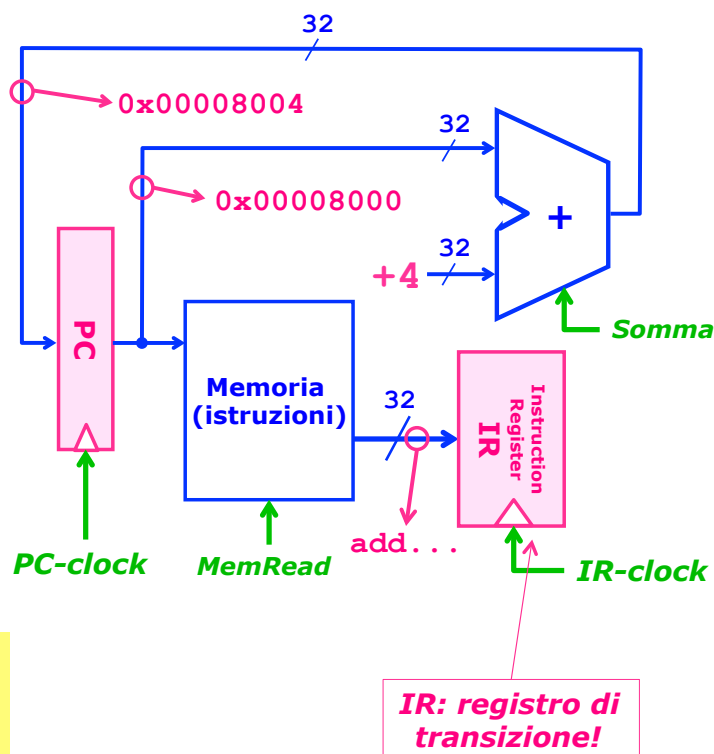 32
0x00008004
32
0x00008000
+
32
+4
PC
Somma
Memoria
(istruzioni)
32
Instruction
Register
IR
add...
PC-clock
MemRead
IR-clock
IR: registro di
transizione!